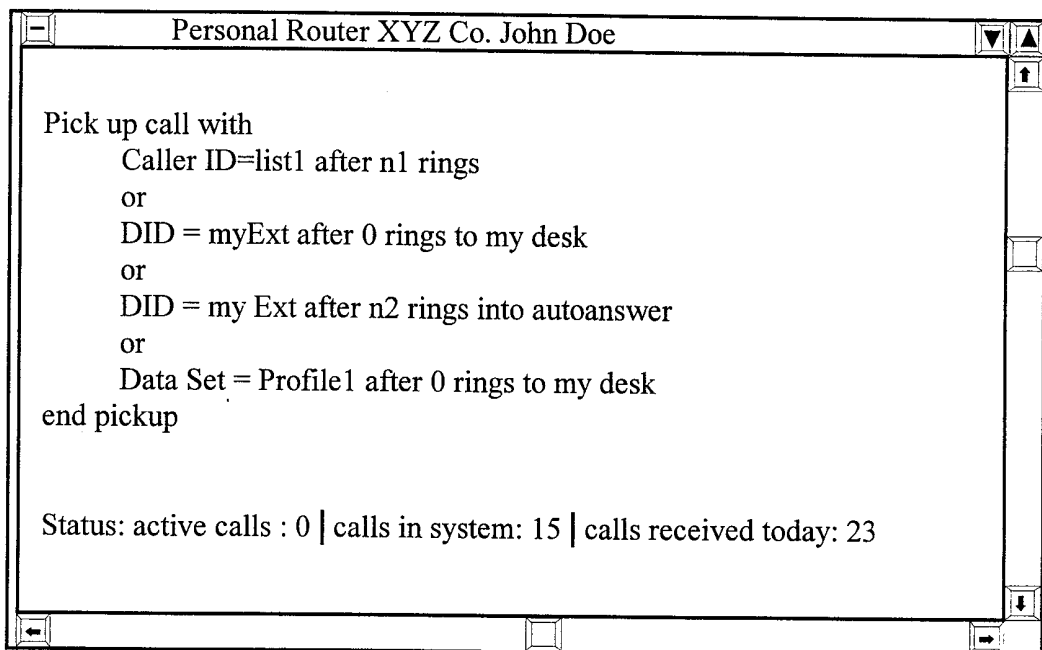 Personal Router XYZ Co. John Doe
Pick up call with
Caller ID=list1 after n1 rings
or
DID = myExt after 0 rings to my desk
or
DID = my Ext after n2 rings into autoanswer
or
Data Set = Profile1 after 0 rings to my desk
end pickup
Status: active calls : 0 | calls in system: 15 | calls received today: 23